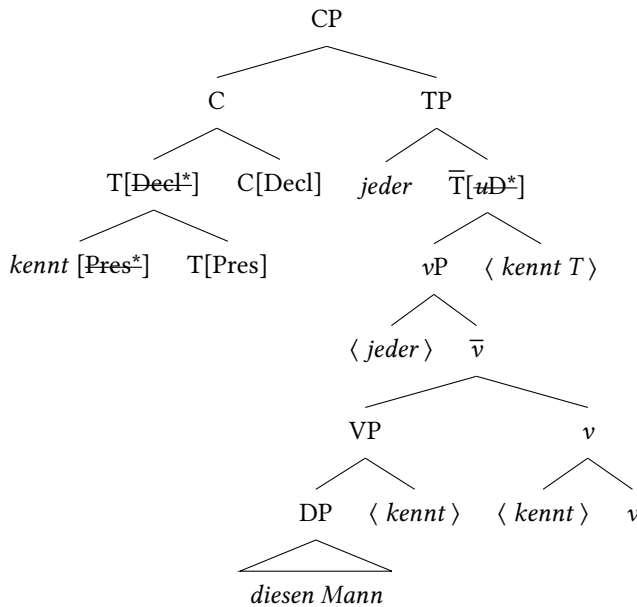 CP
C TP
T[Decl*] C[Decl] jeder T̅[uD*]
kennt [Pres*] T[Pres] vP ⟨ kennt T ⟩
⟨ jeder ⟩ v̅
VP v
DP ⟨ kennt ⟩ ⟨ kennt ⟩ v
diesen Mann